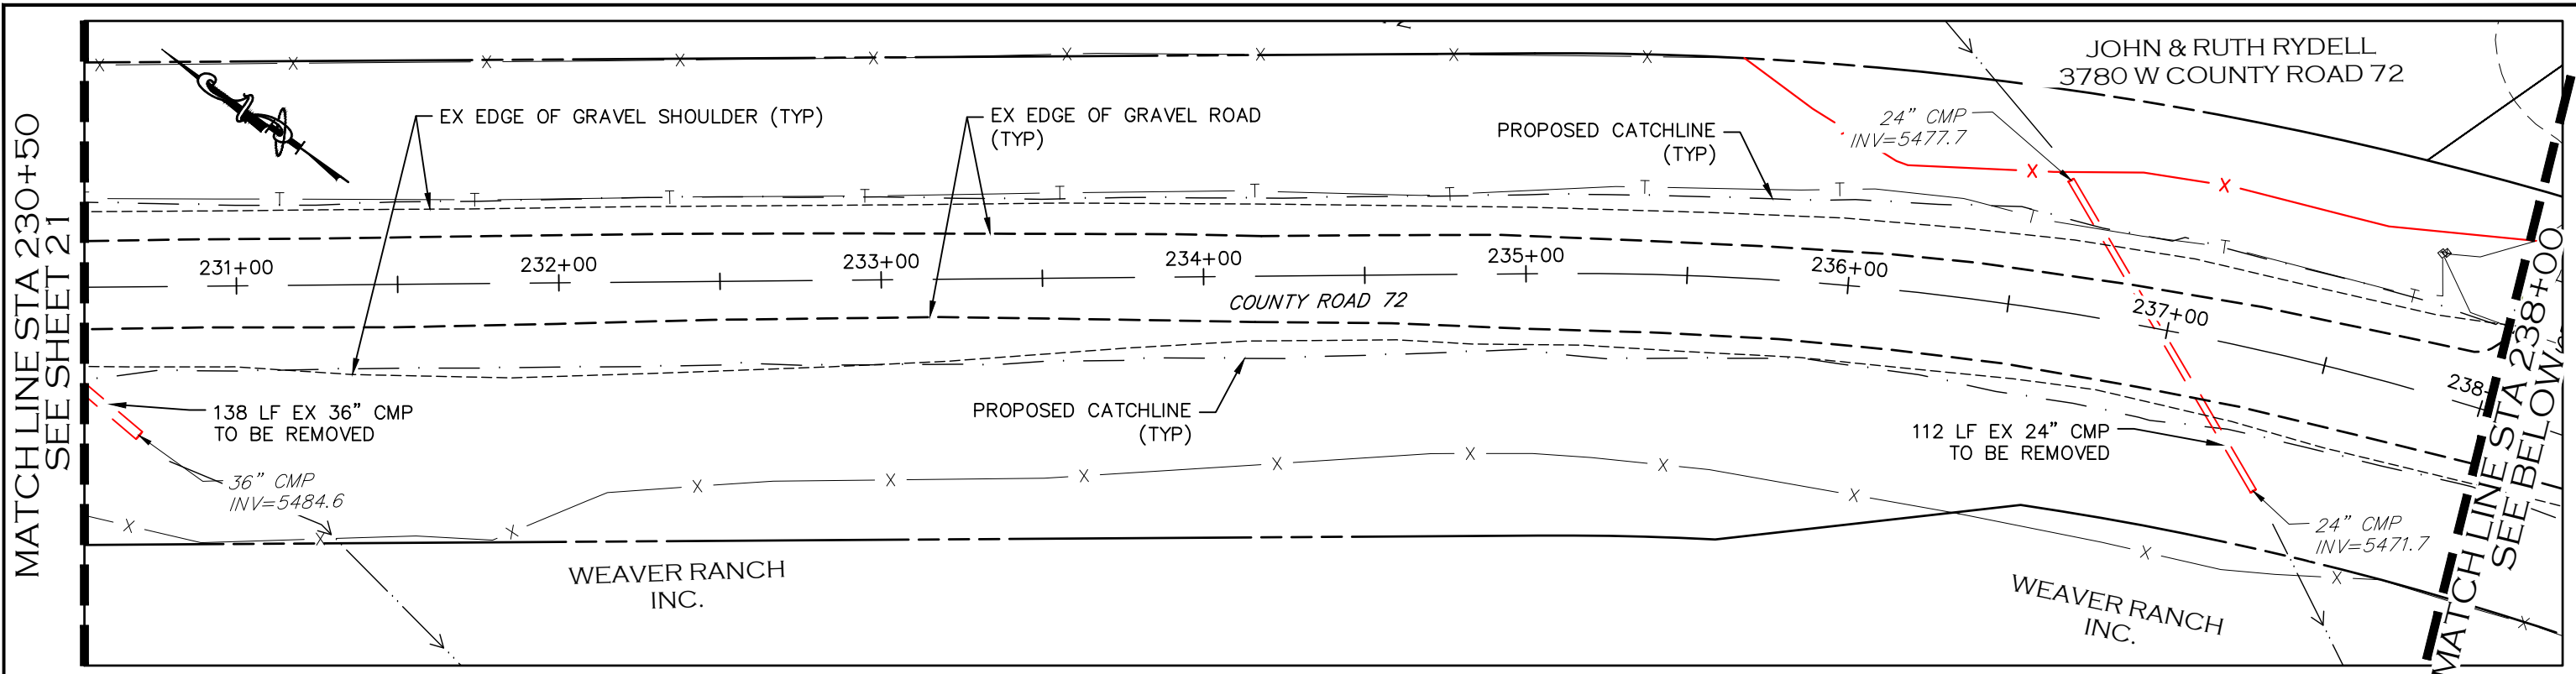 MATCH LINE STA 230+50
SEE SHEET 21
EX EDGE OF GRAVEL SHOULDER (TYP)
EX EDGE OF GRAVEL ROAD
(TYP)
PROPOSED CATCHLINE
(TYP)
24" CMP
INV=5477.7
JOHN & RUTH RYDELL
3780 W COUNTY ROAD 72
231+00
232+00
233+00
234+00
235+00
236+00
237+00
238+
COUNTY ROAD 72
138 LF EX 36" CMP
TO BE REMOVED
36" CMP
INV=5484.6
PROPOSED CATCHLINE
(TYP)
112 LF EX 24" CMP
TO BE REMOVED
24" CMP
INV=5471.7
WEAVER RANCH
INC.
WEAVER RANCH
INC.
MATCH LINE STA 238+00
SEE BELOW